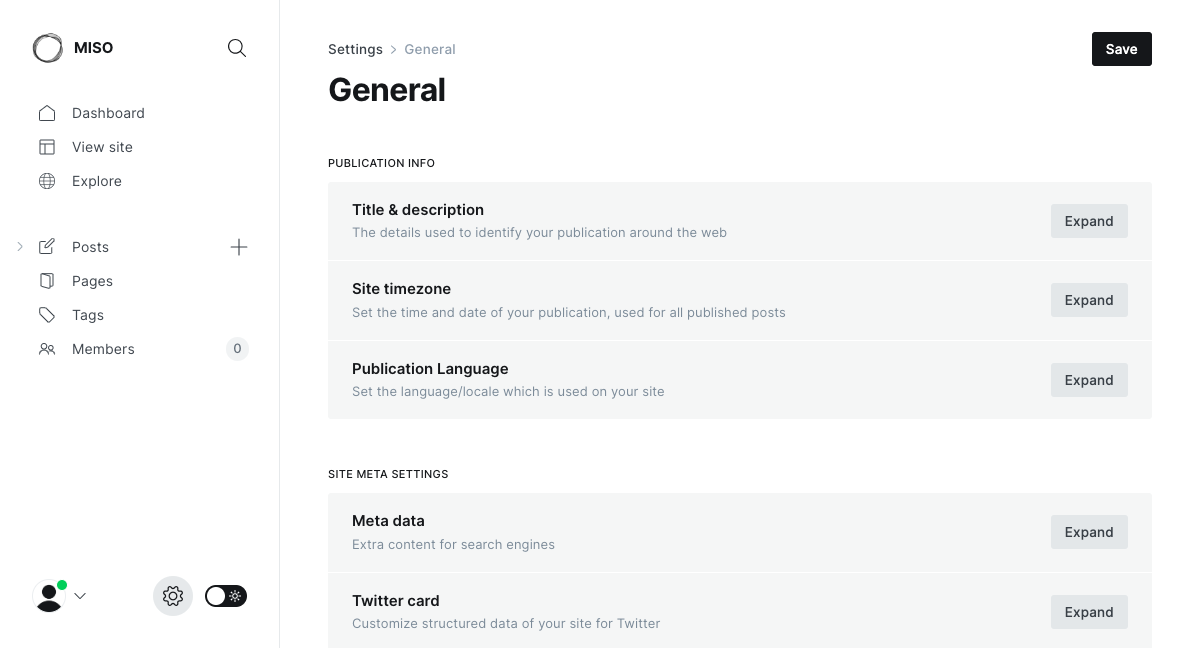 MISO
Dashboard
View site
Explore
Posts
Pages
Tags
Members 0
Settings General
Save
General
PUBLICATION INFO
Title & description
The details used to identify your publication around the web
Expand
Site timezone
Set the time and date of your publication, used for all published posts
Expand
Publication Language
Set the language/locale which is used on your site
Expand
SITE META SETTINGS
Meta data
Extra content for search engines
Expand
Twitter card
Customize structured data of your site for Twitter
Expand